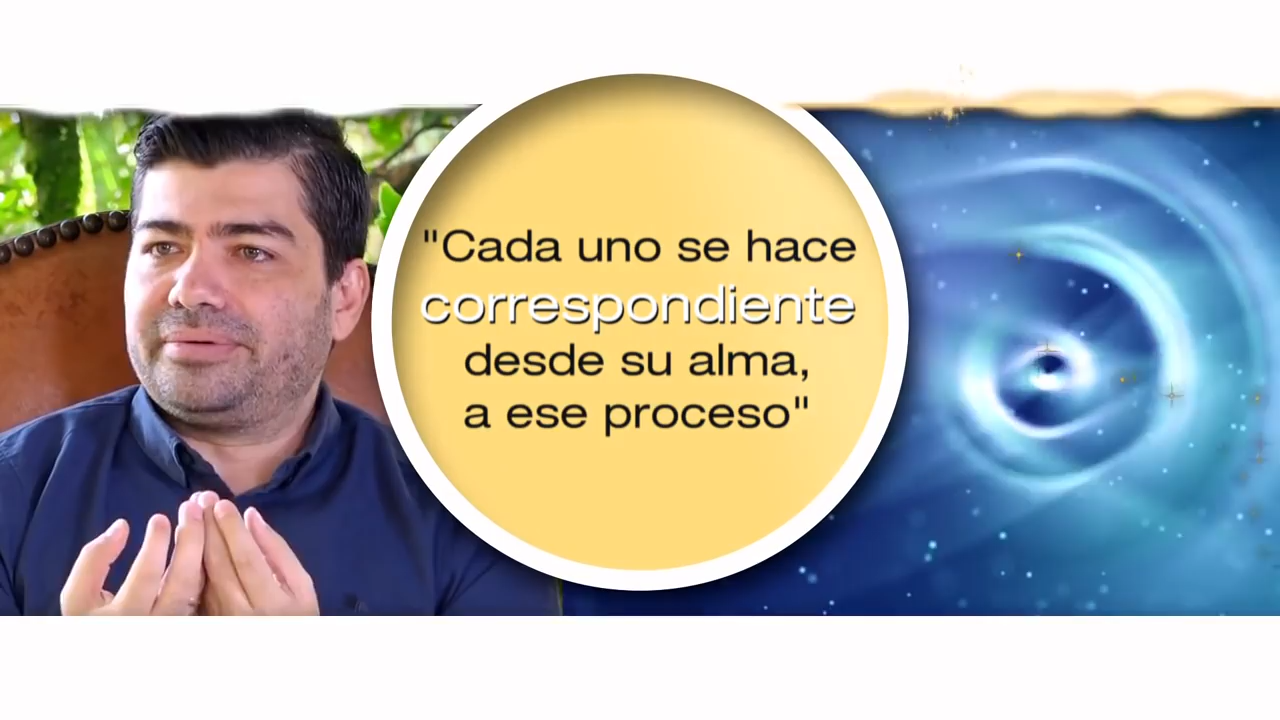 "Cada uno se hace
correspondiente
desde su alma,
a ese proceso"